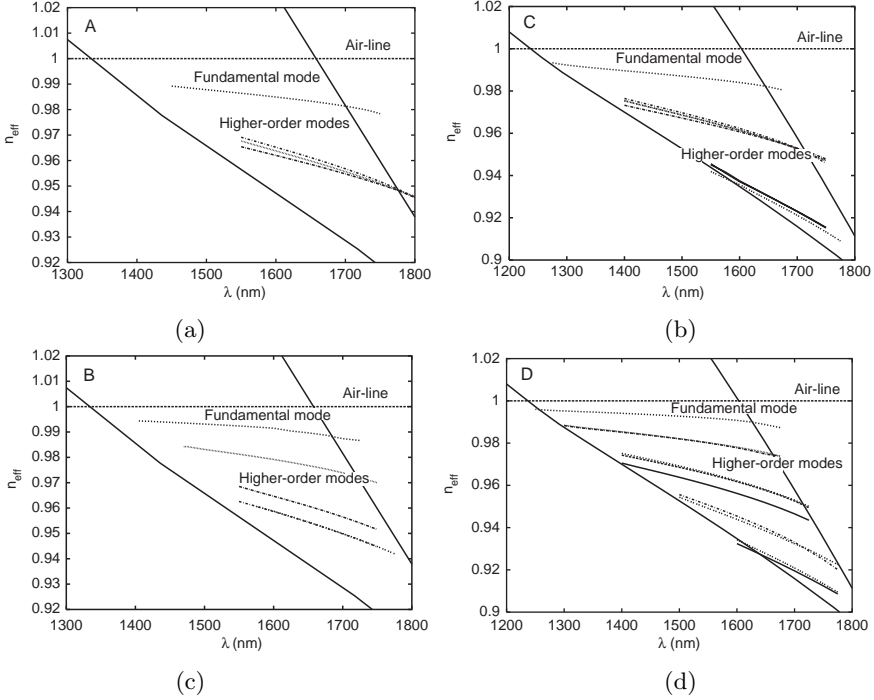 A
1.02
1.01
1
0.99
0.98
0.97
0.96
0.95
0.94
0.93
0.92
n_eff
1300 1400 1500 1600 1700 1800
λ (nm)
Air-line
Fundamental mode
Higher-order modes
(a)
C
1.02
1
0.98
0.96
0.94
0.92
0.9
n_eff
1200 1300 1400 1500 1600 1700 1800
λ (nm)
Air-line
Fundamental mode
Higher-order modes
(b)
B
1.02
1.01
1
0.99
0.98
0.97
0.96
0.95
0.94
0.93
0.92
n_eff
1300 1400 1500 1600 1700 1800
λ (nm)
Air-line
Fundamental mode
Higher-order modes
(c)
D
1.02
1
0.98
0.96
0.94
0.92
0.9
n_eff
1200 1300 1400 1500 1600 1700 1800
λ (nm)
Air-line
Fundamental mode
Higher-order modes
(d)